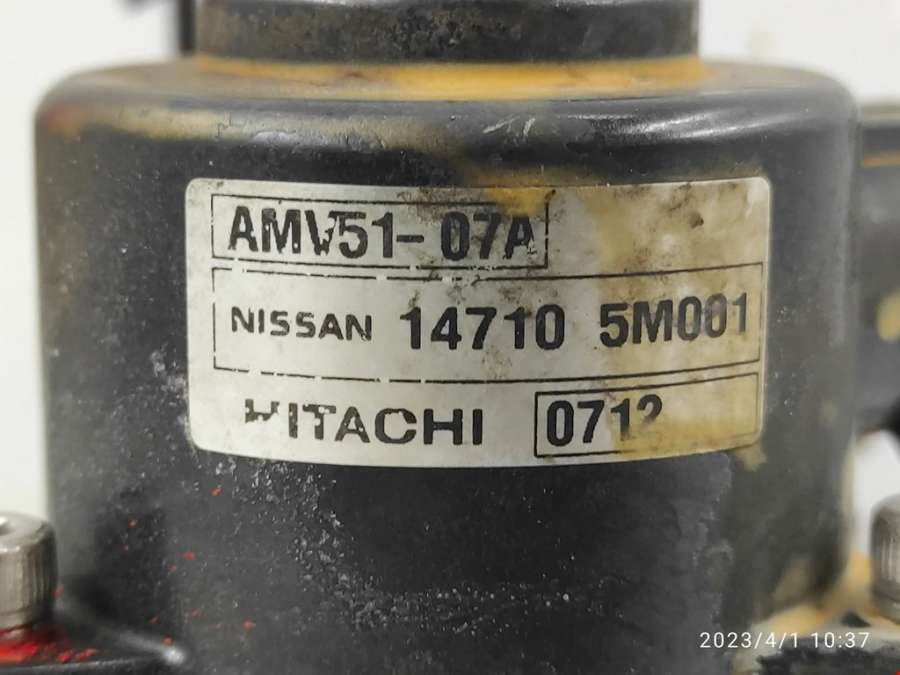 AMV51-07A
NISSAN 14710 5M001
HITACHI 0712
2023/4/1 10:37